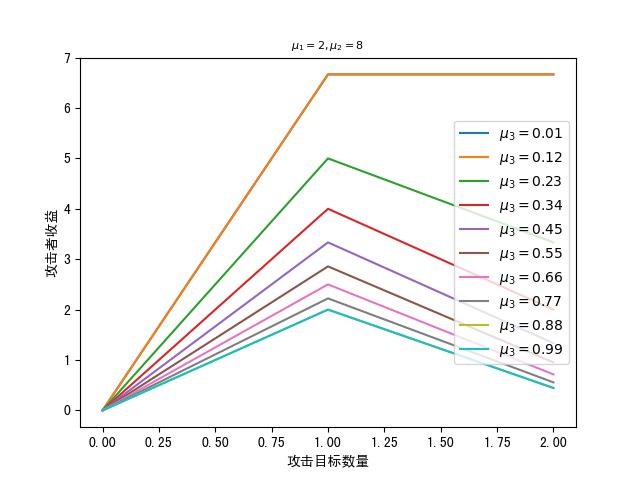 μ₁ = 2, μ₂ = 8
7
6
5
4
3
2
1
0
攻击者收益
0.00 0.25 0.50 0.75 1.00 1.25 1.50 1.75 2.00
攻击目标数量
μ₃ = 0.01
μ₃ = 0.12
μ₃ = 0.23
μ₃ = 0.34
μ₃ = 0.45
μ₃ = 0.55
μ₃ = 0.66
μ₃ = 0.77
μ₃ = 0.88
μ₃ = 0.99